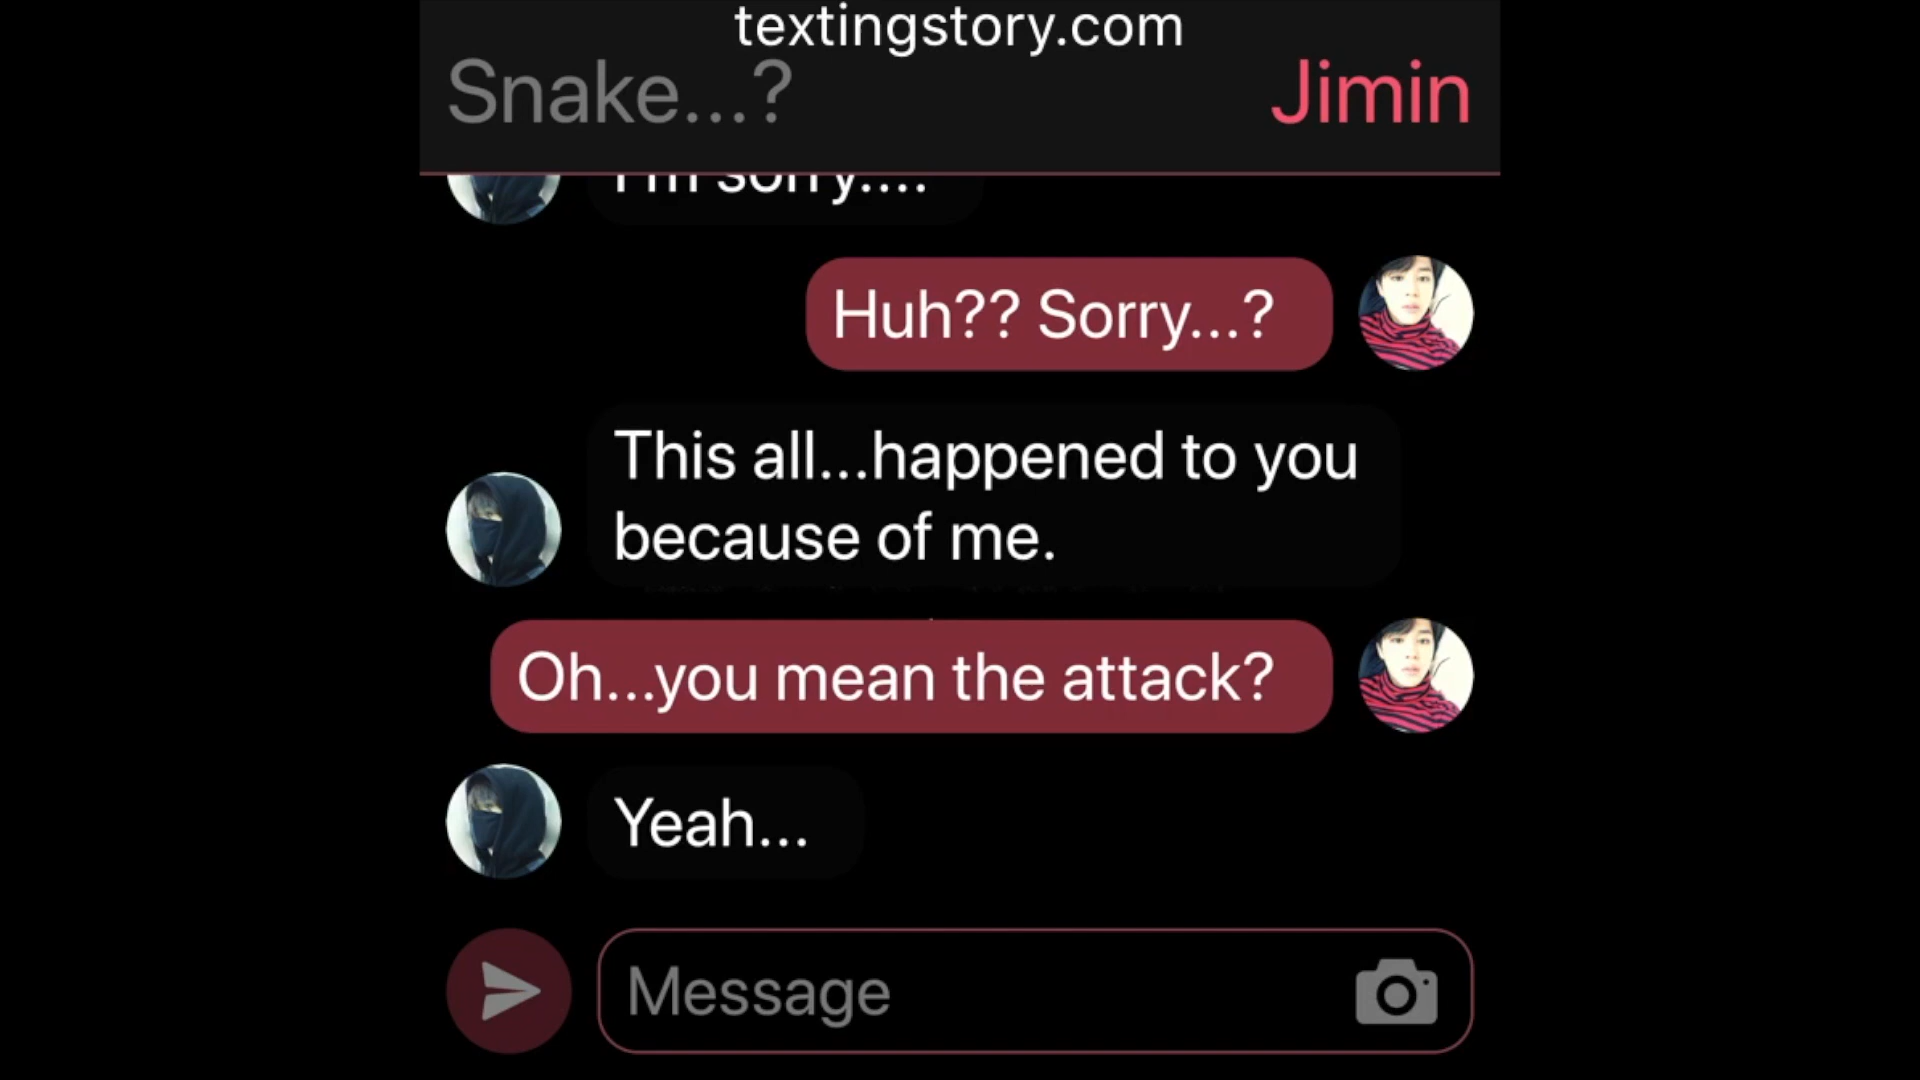 textingstory.com
Snake...?
Jimin
I'm sorry....
Huh?? Sorry...?
This all...happened to you
because of me.
Oh...you mean the attack?
Yeah...
Message